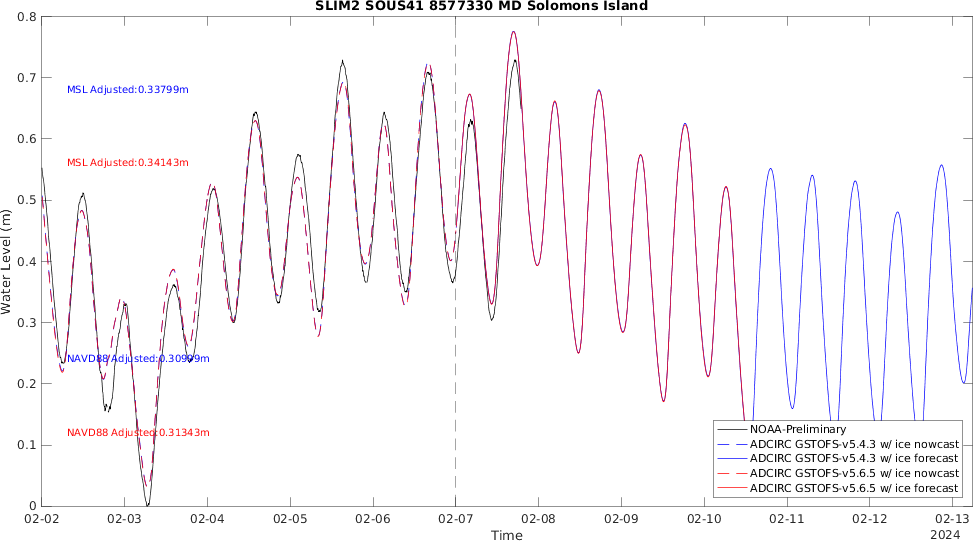 SLIM2 SOUS41 8577330 MD Solomons Island
0.8
0.7
0.6
0.5
0.4
0.3
0.2
0.1
0
Water Level (m)
MSL Adjusted:0.33799m
MSL Adjusted:0.34143m
NAVD88 Adjusted:0.30999m
NAVD88 Adjusted:0.31343m
NOAA-Preliminary
ADCIRC GSTOFS-v5.4.3 w/ ice nowcast
ADCIRC GSTOFS-v5.4.3 w/ ice forecast
ADCIRC GSTOFS-v5.6.5 w/ ice nowcast
ADCIRC GSTOFS-v5.6.5 w/ ice forecast
02-02 02-03 02-04 02-05 02-06 02-07 02-08 02-09 02-10 02-11 02-12 02-13
Time
2024